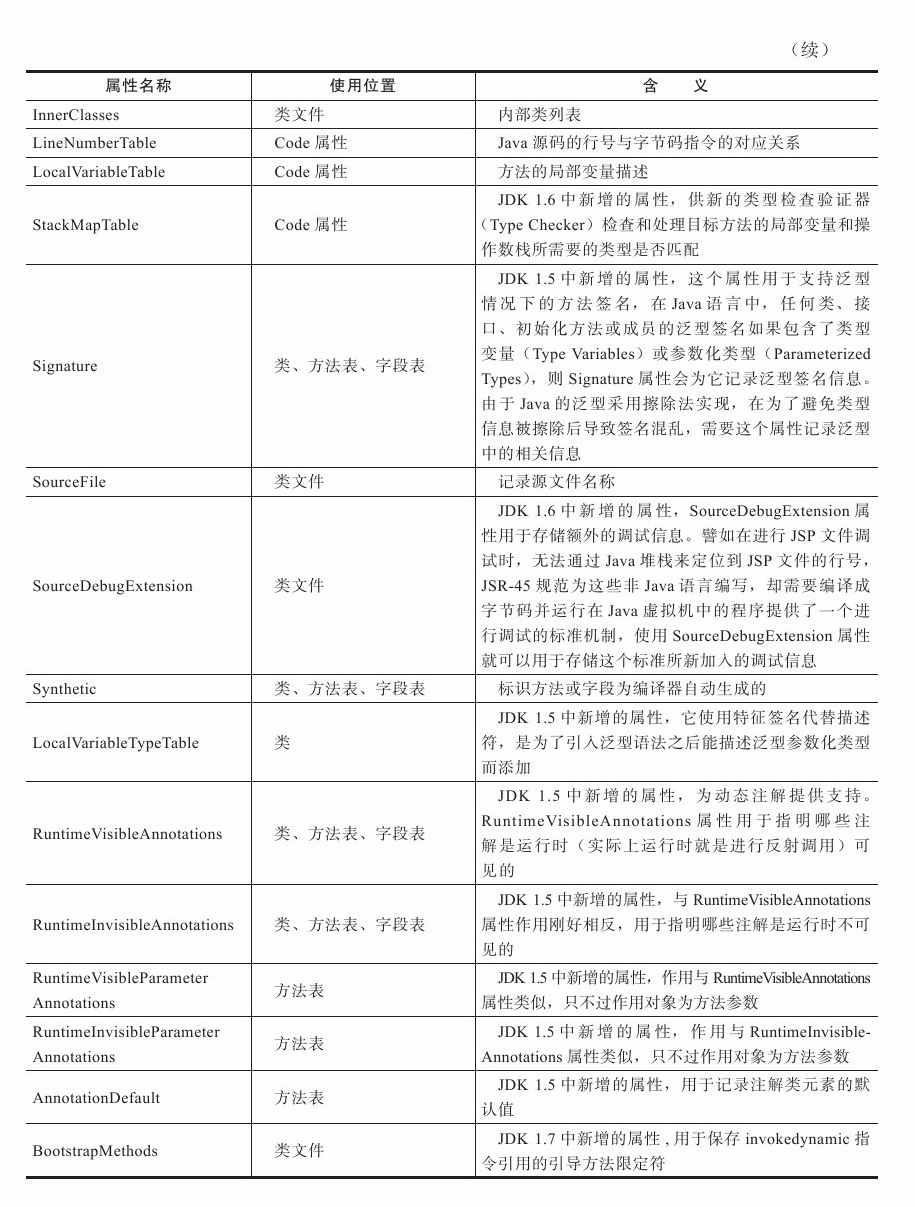 （续）
属性名称 使用位置 含 义
InnerClasses 类文件 内部类列表
LineNumberTable Code 属性 Java 源码的行号与字节码指令的对应关系
LocalVariableTable Code 属性 方法的局部变量描述
StackMapTable Code 属性 JDK 1.6 中新增的属性，供新的类型检查验证器
（Type Checker）检查和处理目标方法的局部变量和操
作数栈所需要的类型是否匹配
Signature 类、方法表、字段表 JDK 1.5 中新增的属性，这个属性用于支持泛型
情况下的方法签名，在 Java 语言中，任何类、接
口、初始化方法或成员的泛型签名如果包含了类型
变量（Type Variables）或参数化类型（Parameterized
Types），则 Signature 属性会为它记录泛型签名信息。
由于 Java 的泛型采用擦除法实现，在为了避免类型
信息被擦除后导致签名混乱，需要这个属性记录泛型
中的相关信息
SourceFile 类文件 记录源文件名称
SourceDebugExtension 类文件 JDK 1.6 中新增的属性，SourceDebugExtension 属
性用于存储额外的调试信息。譬如在进行 JSP 文件调
试时，无法通过 Java 堆栈来定位到 JSP 文件的行号，
JSR-45 规范为这些非 Java 语言编写，却需要编译成
字节码并运行在 Java 虚拟机中的程序提供了一个进
行调试的标准机制，使用 SourceDebugExtension 属性
就可以用于存储这个标准所新加入的调试信息
Synthetic 类、方法表、字段表 标识方法或字段为编译器自动生成的
LocalVariableTypeTable 类 JDK 1.5 中新增的属性，它使用特征签名代替描述
符，是为了引入泛型语法之后能描述泛型参数化类型
而添加
RuntimeVisibleAnnotations 类、方法表、字段表 JDK 1.5 中新增的属性，为动态注解提供支持。
RuntimeVisibleAnnotations 属性用于指明哪些注
解是运行时（实际上运行时就是进行反射调用）可
见的
RuntimeInvisibleAnnotations 类、方法表、字段表 JDK 1.5 中新增的属性，与 RuntimeVisibleAnnotations
属性作用刚好相反，用于指明哪些注解是运行时不可
见的
RuntimeVisibleParameter
Annotations 方法表 JDK 1.5 中新增的属性，作用与 RuntimeVisibleAnnotations
属性类似，只不过作用对象为方法参数
RuntimeInvisibleParameter
Annotations 方法表 JDK 1.5 中新增的属性，作用与 RuntimeInvisible-
Annotations 属性类似，只不过作用对象为方法参数
AnnotationDefault 方法表 JDK 1.5 中新增的属性，用于记录注解类元素的默
认值
BootstrapMethods 类文件 JDK 1.7 中新增的属性 , 用于保存 invokedynamic 指
令引用的引导方法限定符